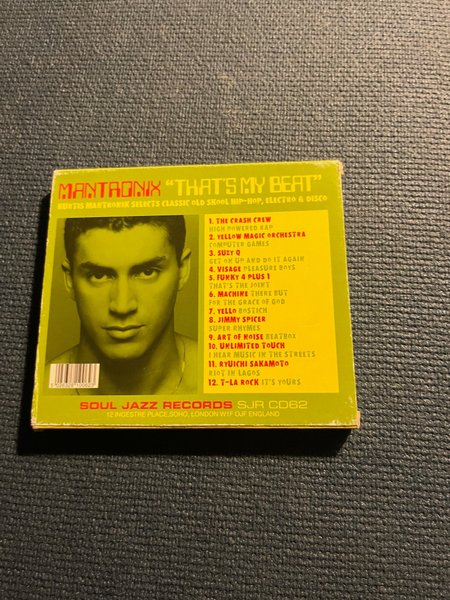 MANTRONIX "THAT'S MY BEAT"
KURTIS MANTRONIK SELECTS CLASSIC OLD SKOOL HIP-HOP, ELECTRO & DISCO
1. THE CRASH CREW
HIGH POWERED RAP
2. YELLOW MAGIC ORCHESTRA
COMPUTER GAMES
3. SUZY Q
GET ON UP AND DO IT AGAIN
4. VISAGE PLEASURE BOYS
5. FUNKY 4 PLUS 1
THAT'S THE JOINT
6. MACHINE THERE BUT
FOR THE GRACE OF GOD
7. YELLO BOSTICH
8. JIMMY SPICER
SUPER RHYMES
9. ART OF NOISE BEATBOX
10. UNLIMITED TOUCH
I HEAR MUSIC IN THE STREETS
11. RYUICHI SAKAMOTO
RIOT IN LAGOS
12. T-LA ROCK IT'S YOURS
SOUL JAZZ RECORDS SJR CD62
12 INGESTRE PLACE, SOHO, LONDON W1F 0JF ENGLAND